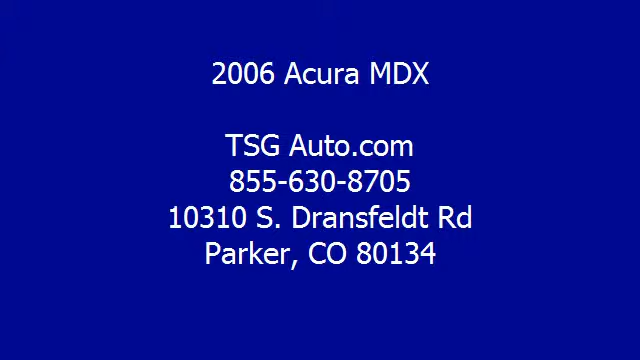 2006 Acura MDX
TSG Auto.com
855-630-8705
10310 S. Dransfeldt Rd
Parker, CO 80134